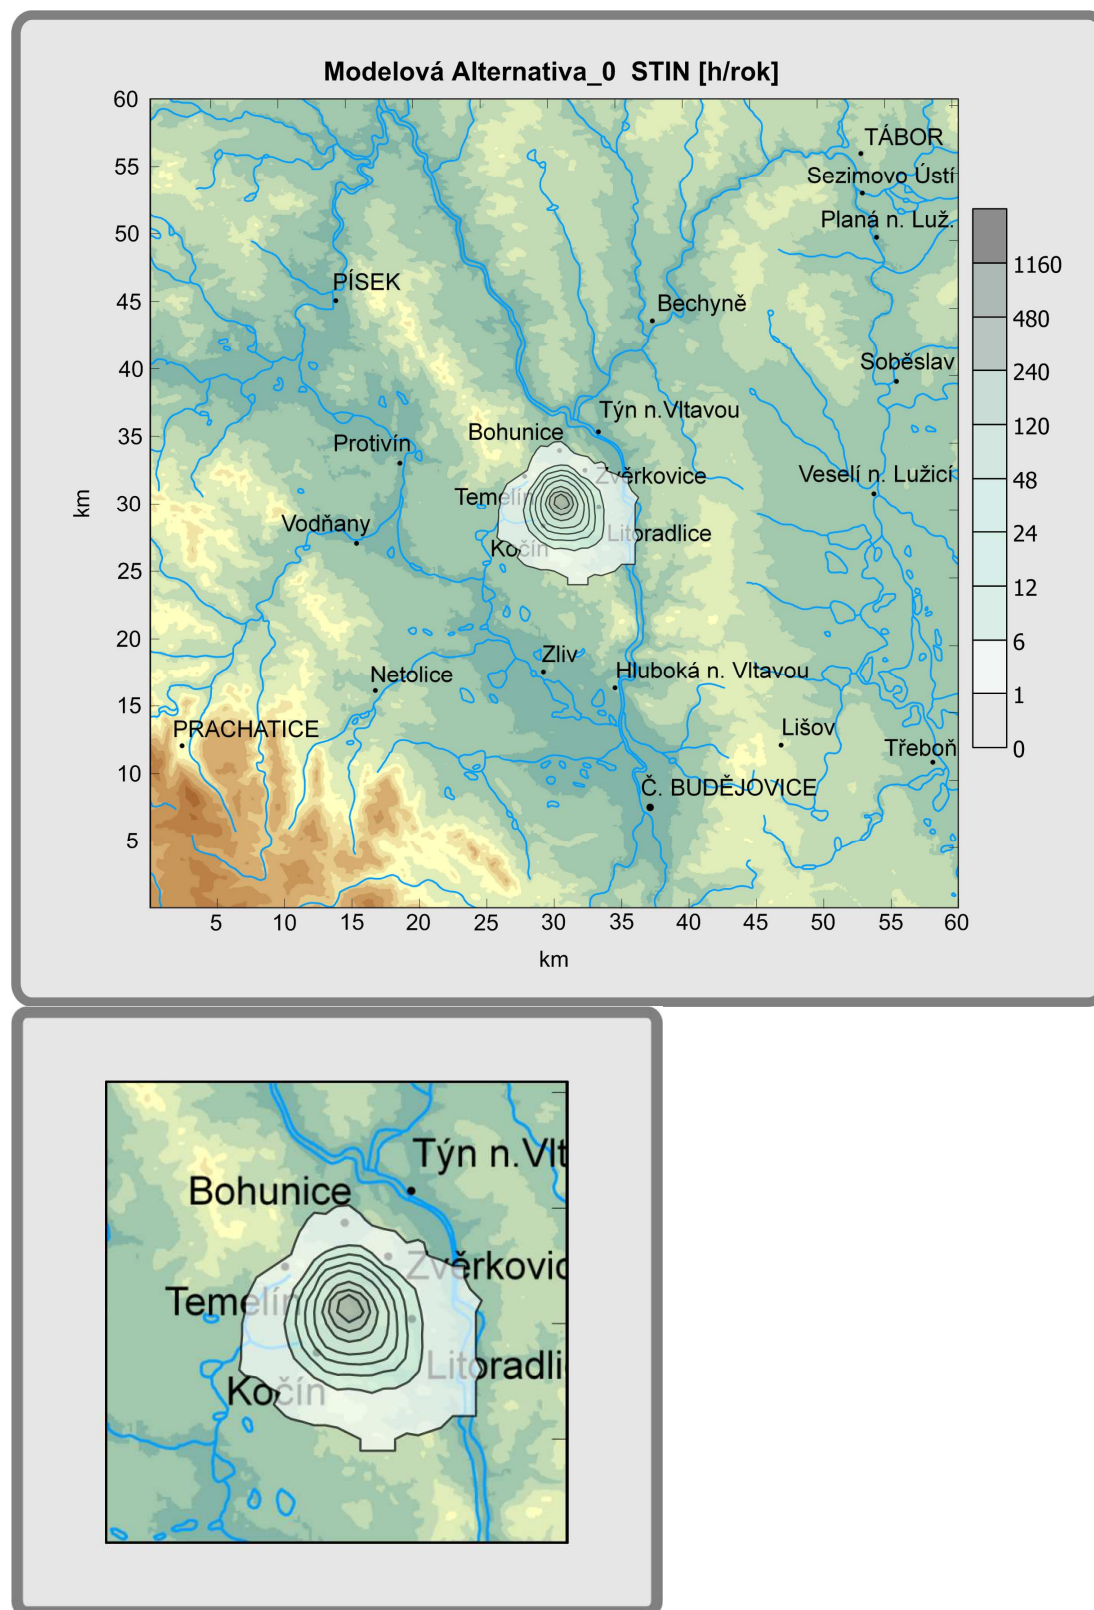 Modelová Alternativa_0 STIN [h/rok]
60
55
50
45
40
35
30
25
20
15
10
5
km
5
10
15
20
25
30
35
40
45
50
55
60
km
TÁBOR
Sezimovo Ústí
Planá n. Luž.
PÍSEK
Bechyně
Soběslav
Týn n.Vltavou
Bohunice
Protivín
Zvěrkovice
Veselí n. Lužicí
Temelín
Vodňany
Litoradlice
Kočín
Zliv
Netolice
Hluboká n. Vltavou
PRACHATICE
Lišov
Třeboň
Č. BUDĚJOVICE
1160
480
240
120
48
24
12
6
1
0
Týn n.Vlt
Bohunice
Zvěrkovic
Temelín
Litoradli
Kočín